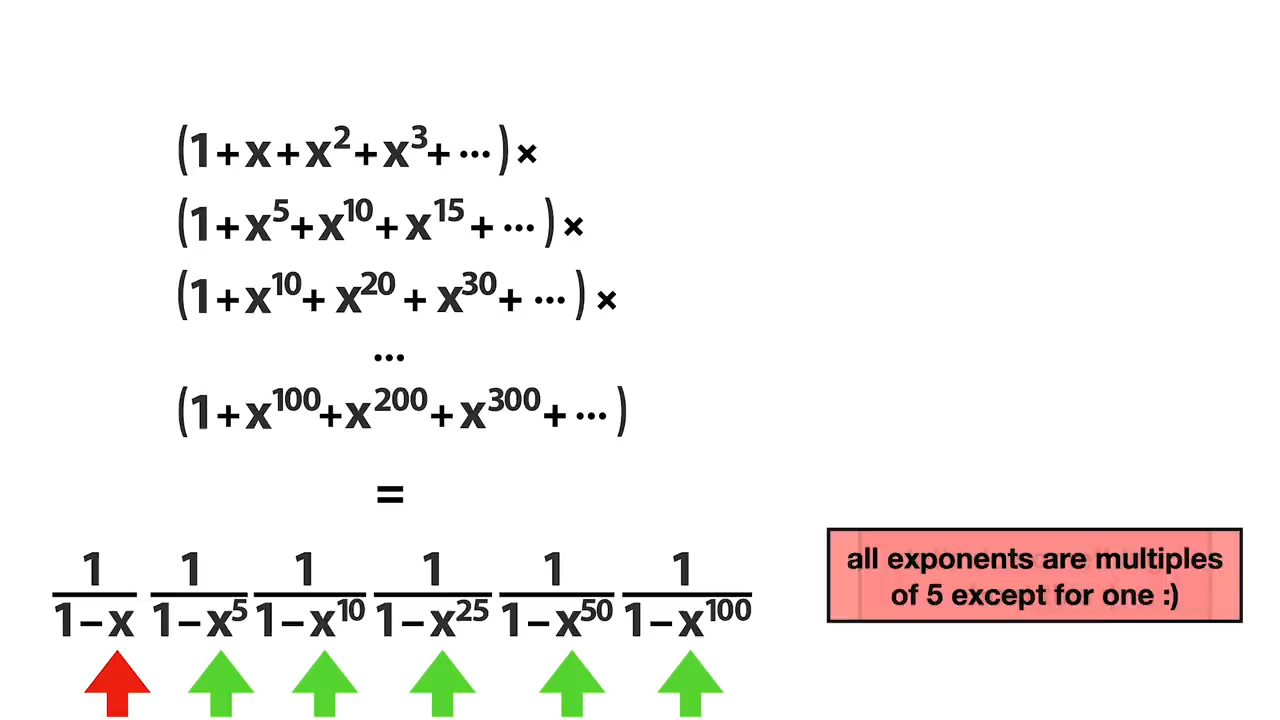 (1+x+x²+x³+ ⋯ )×
(1+x⁵+x¹⁰+x¹⁵+ ⋯ )×
(1+x¹⁰+x²⁰+x³⁰+ ⋯ )×
⋯
(1+x¹⁰⁰+x²⁰⁰+x³⁰⁰+ ⋯ )
=
1 1 1 1 1 1
1−x 1−x⁵ 1−x¹⁰ 1−x²⁵ 1−x⁵⁰ 1−x¹⁰⁰
all exponents are multiples
of 5 except for one :)